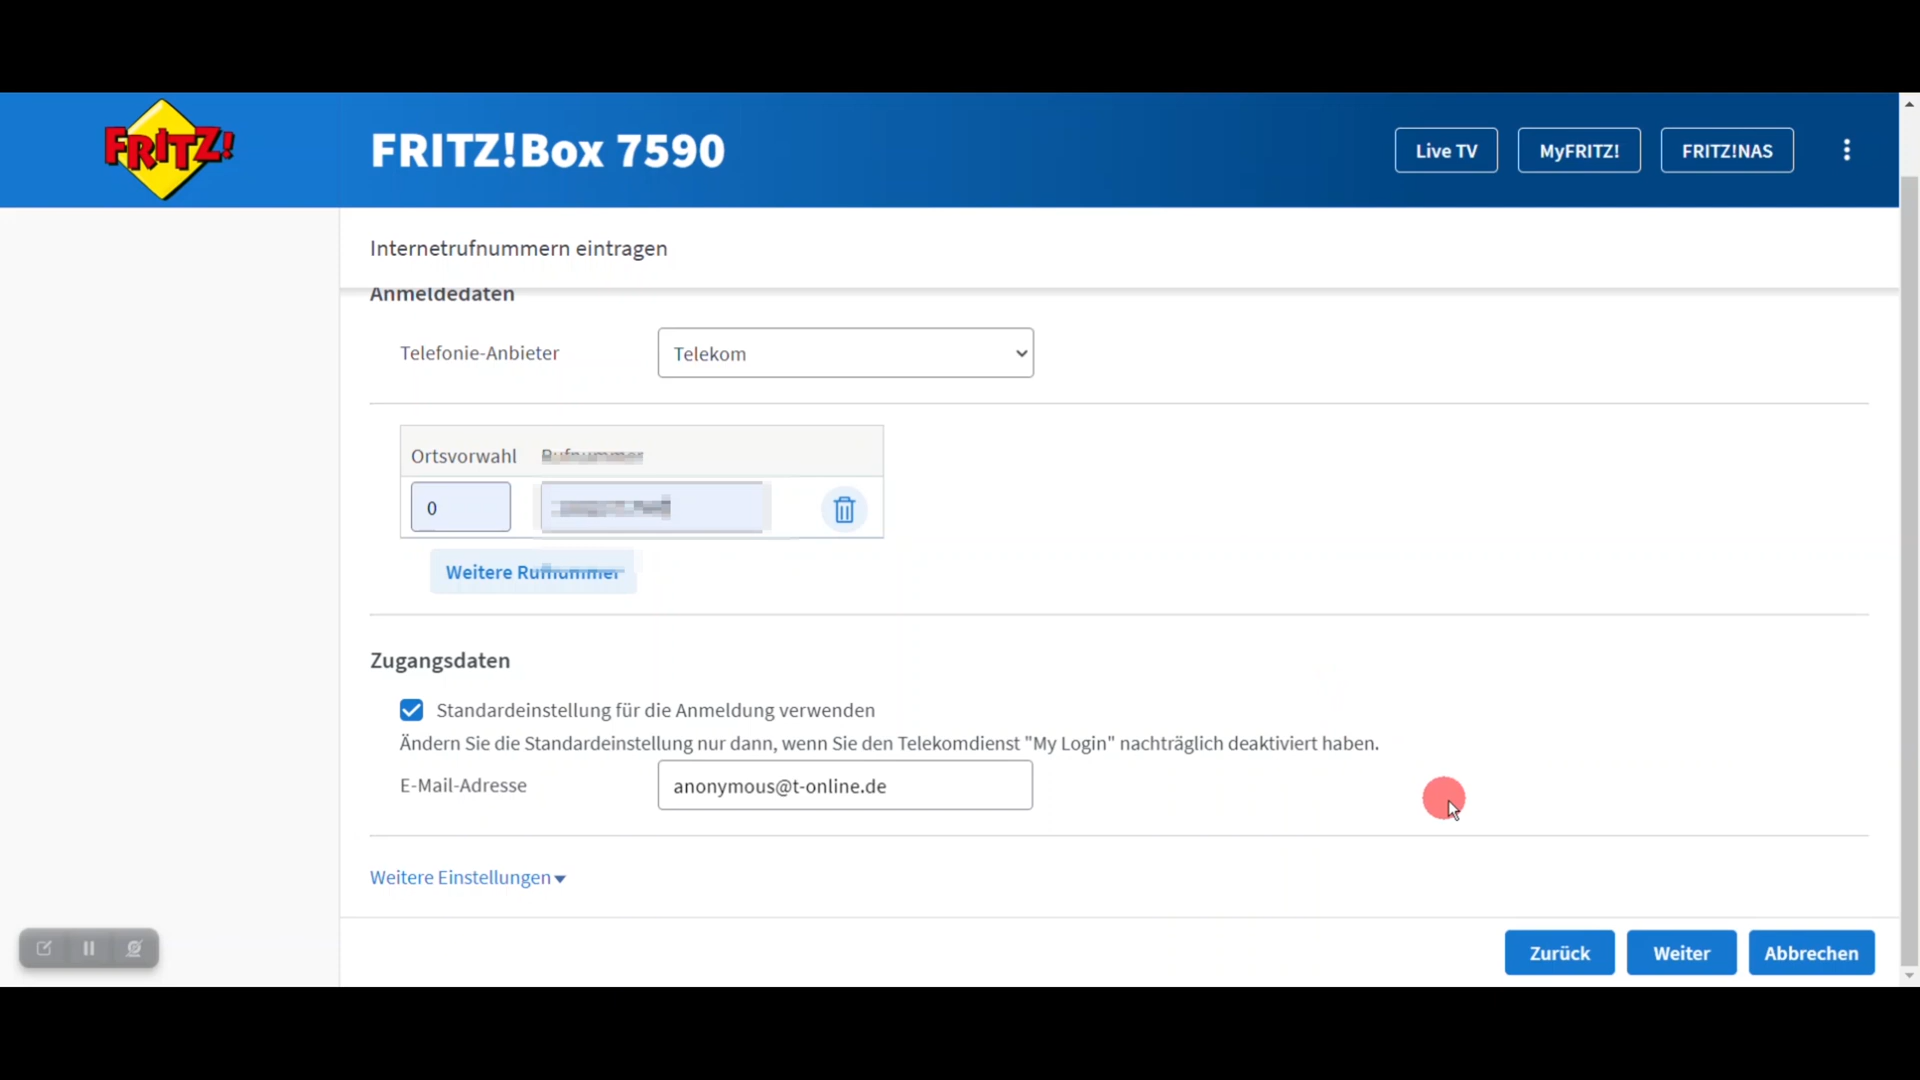 FRITZ!
FRITZ!Box 7590
Live TV
MyFRITZ!
FRITZ!NAS
Internetrufnummern eintragen
Anmeldedaten
Telefonie-Anbieter
Telekom
Ortsvorwahl Rufnummer
0
Weitere Rufnummer
Zugangsdaten
Standardeinstellung für die Anmeldung verwenden
Ändern Sie die Standardeinstellung nur dann, wenn Sie den Telekomdienst "My Login" nachträglich deaktiviert haben.
E-Mail-Adresse
anonymous@t-online.de
Weitere Einstellungen
Zurück
Weiter
Abbrechen